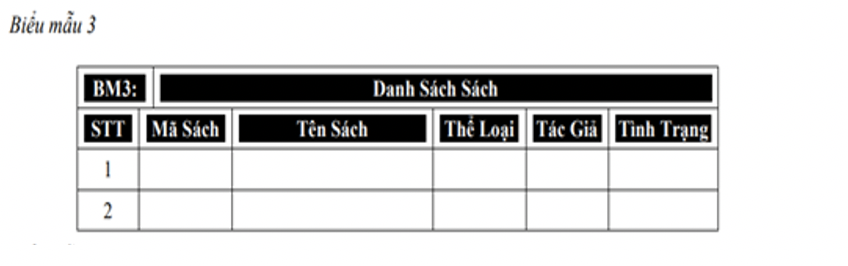 Biểu mẫu 3
BM3: Danh Sách Sách
STT Mã Sách Tên Sách Thể Loại Tác Giả Tình Trạng
1
2